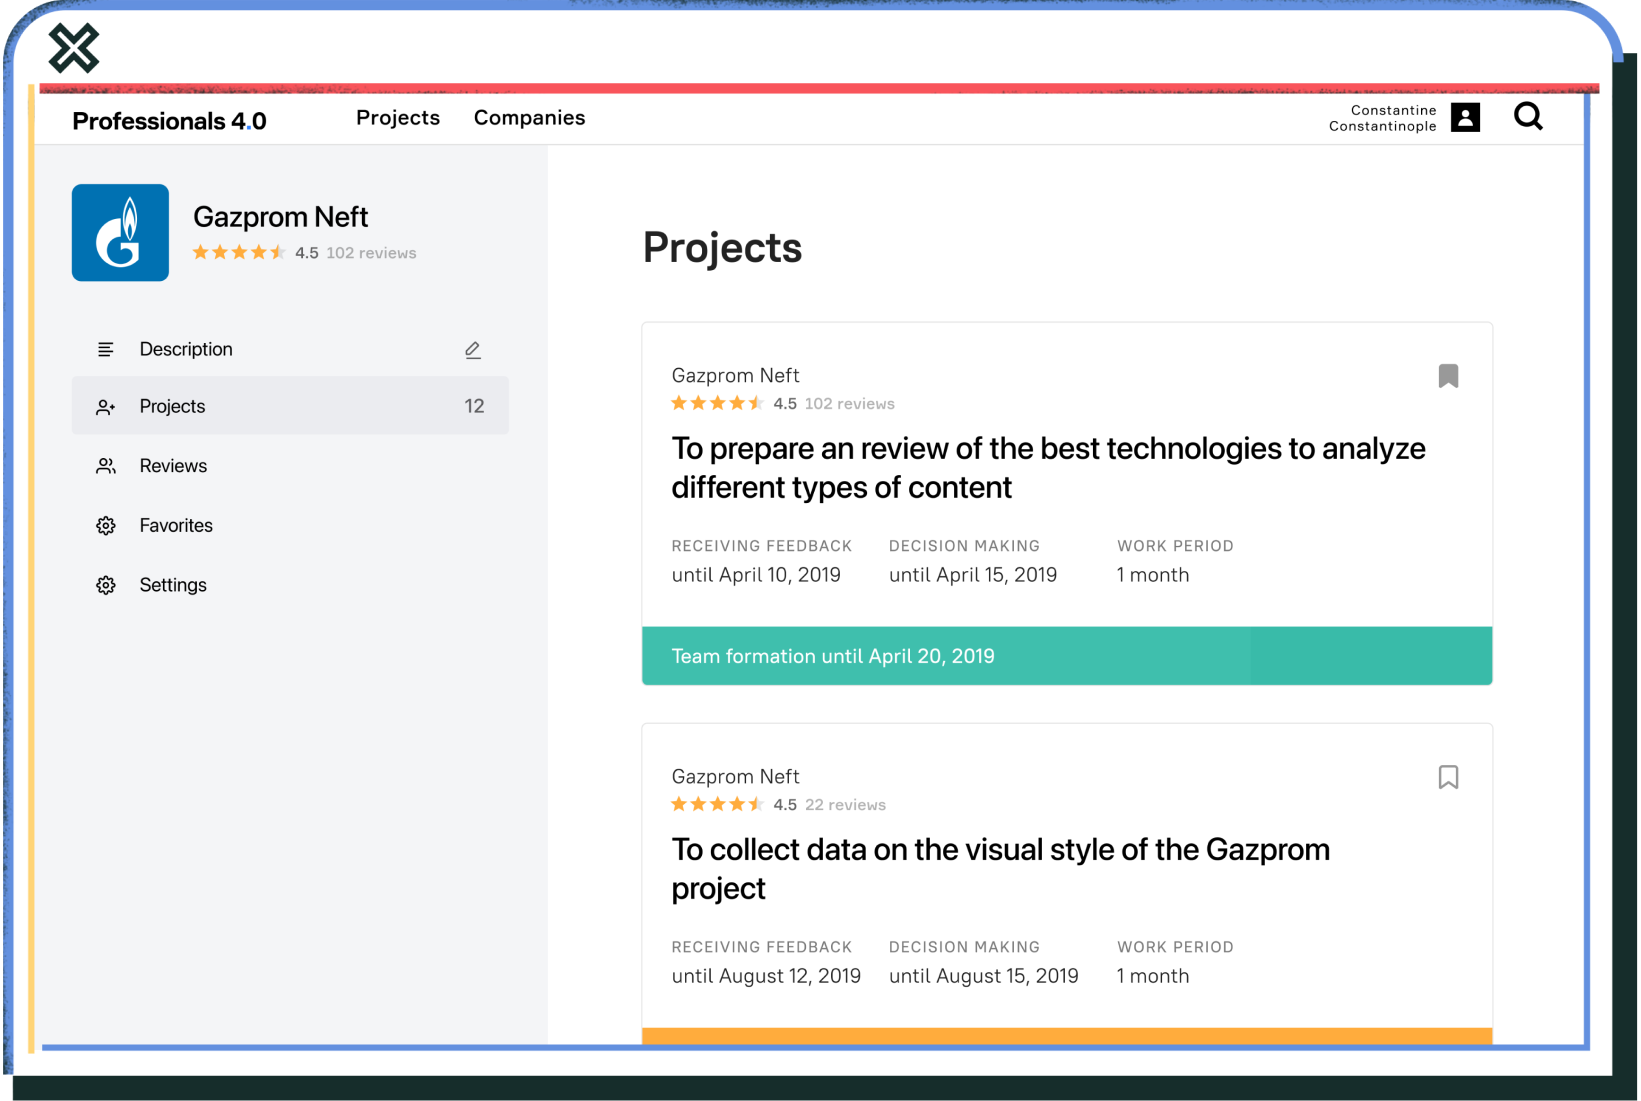 Professionals 4.0
Projects
Companies
Constantine
Constantinople
Gazprom Neft
4.5 102 reviews
Description
Projects 12
Reviews
Favorites
Settings
Projects
Gazprom Neft
4.5 102 reviews
To prepare an review of the best technologies to analyze
different types of content
RECEIVING FEEDBACK
until April 10, 2019
DECISION MAKING
until April 15, 2019
WORK PERIOD
1 month
Team formation until April 20, 2019
Gazprom Neft
4.5 22 reviews
To collect data on the visual style of the Gazprom
project
RECEIVING FEEDBACK
until August 12, 2019
DECISION MAKING
until August 15, 2019
WORK PERIOD
1 month